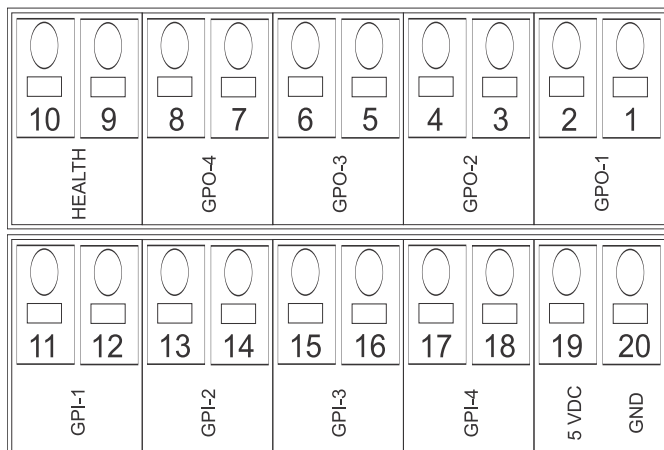 10 9 8 7 6 5 4 3 2 1
HEALTH GPO-4 GPO-3 GPO-2 GPO-1
11 12 13 14 15 16 17 18 19 20
GPI-1 GPI-2 GPI-3 GPI-4 5 VDC GND